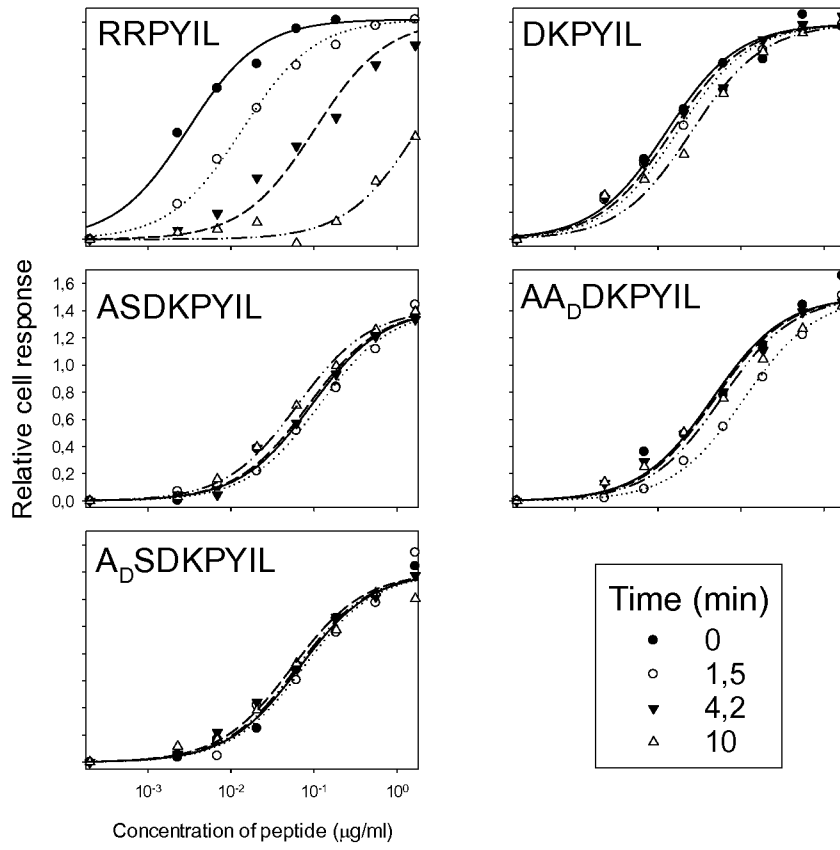 RRPYIL
DKPYIL
Relative cell response
1,6
1,4
1,2
1,0
0,8
0,6
0,4
0,2
0,0
ASDKPYIL
AADDKPYIL
ADSDKPYIL
10-3
10-2
10-1
100
Concentration of peptide (μg/ml)
Time (min)
0
1,5
4,2
10